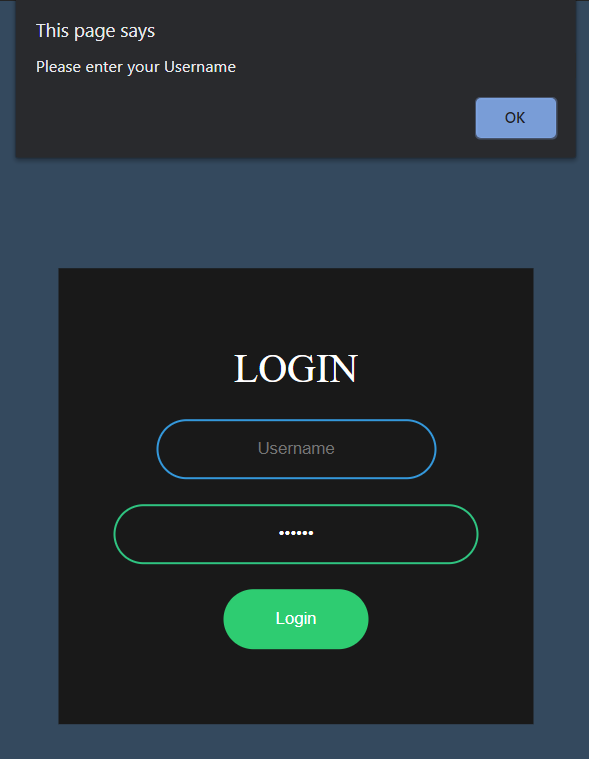 This page says
Please enter your Username
OK
LOGIN
Username
••••••
Login